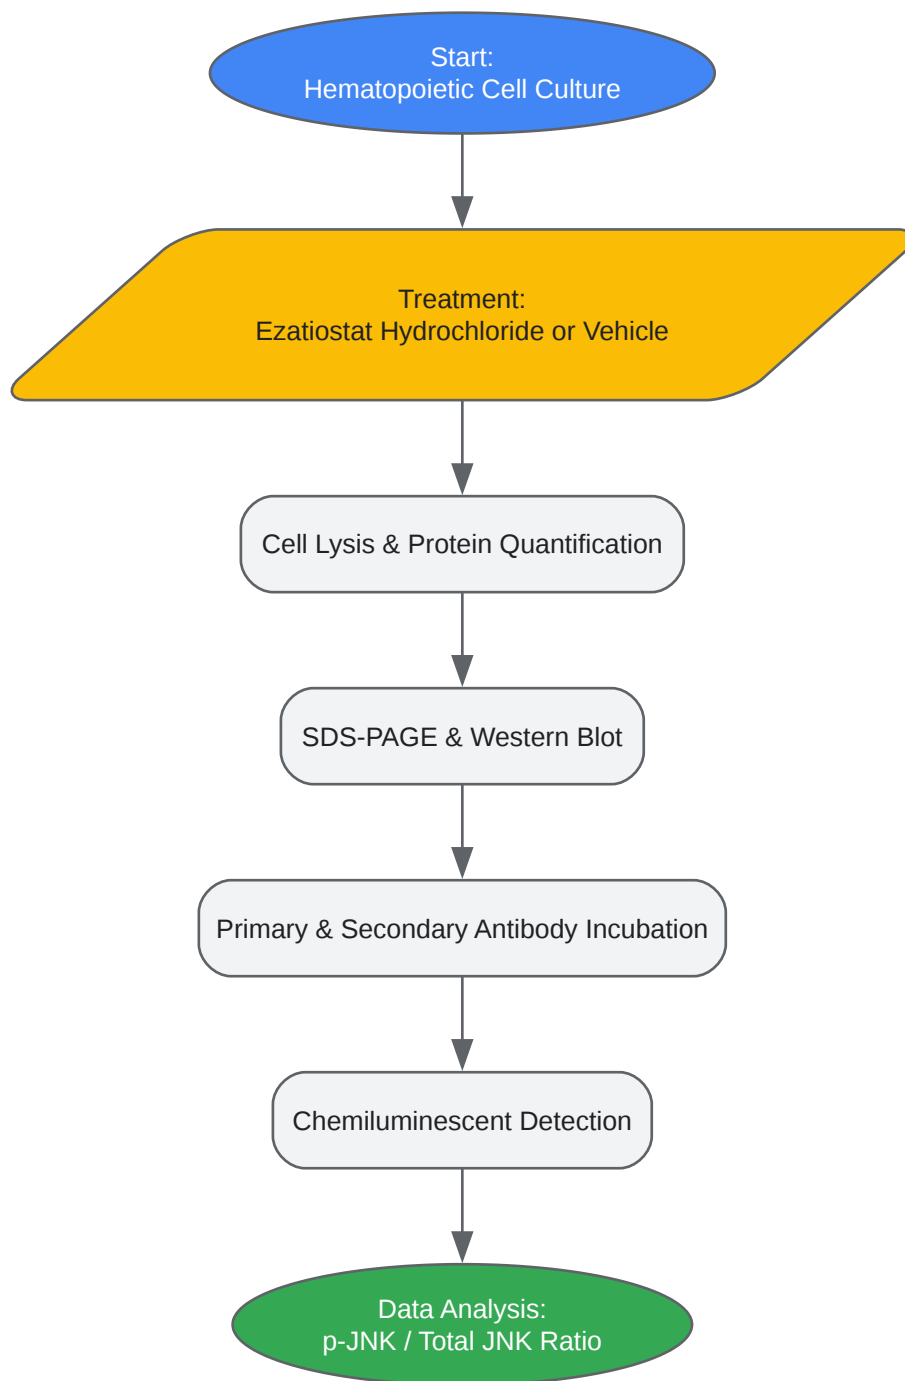 Start:
Hematopoietic Cell Culture
Treatment:
Ezatiostat Hydrochloride or Vehicle
Cell Lysis & Protein Quantification
SDS-PAGE & Western Blot
Primary & Secondary Antibody Incubation
Chemiluminescent Detection
Data Analysis:
p-JNK / Total JNK Ratio